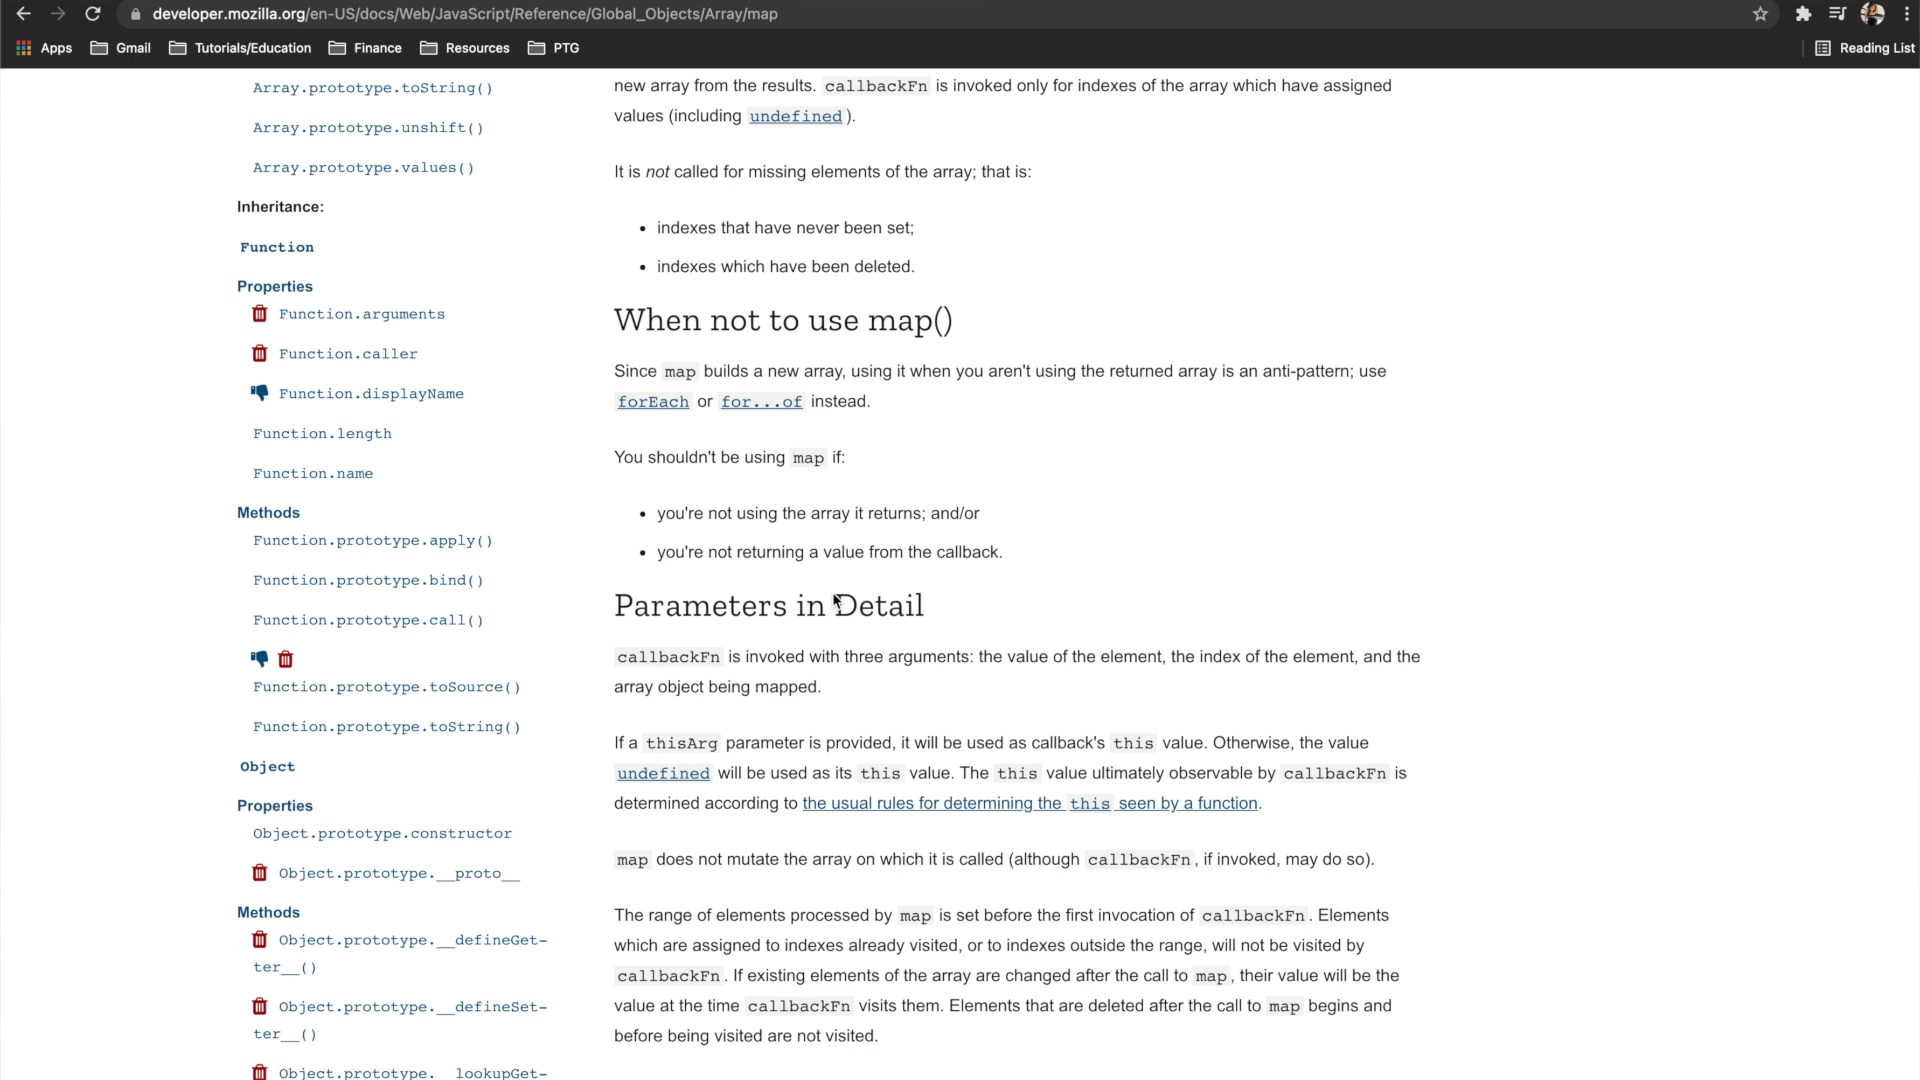 developer.mozilla.org/en-US/docs/Web/JavaScript/Reference/Global_Objects/Array/map
Apps Gmail Tutorials/Education Finance Resources PTG Reading List
Array.prototype.toString()
Array.prototype.unshift()
Array.prototype.values()
Inheritance:
Function
Properties
Function.arguments
Function.caller
Function.displayName
Function.length
Function.name
Methods
Function.prototype.apply()
Function.prototype.bind()
Function.prototype.call()
Function.prototype.toSource()
Function.prototype.toString()
Object
Properties
Object.prototype.constructor
Object.prototype.__proto__
Methods
Object.prototype.__defineGet-
ter__()
Object.prototype.__defineSet-
ter__()
Object.prototype.__lookupGet-
new array from the results. callbackFn is invoked only for indexes of the array which have assigned
values (including undefined).
It is not called for missing elements of the array; that is:
• indexes that have never been set;
• indexes which have been deleted.
When not to use map()
Since map builds a new array, using it when you aren't using the returned array is an anti-pattern; use
forEach or for...of instead.
You shouldn't be using map if:
• you're not using the array it returns; and/or
• you're not returning a value from the callback.
Parameters in Detail
callbackFn is invoked with three arguments: the value of the element, the index of the element, and the
array object being mapped.
If a thisArg parameter is provided, it will be used as callback's this value. Otherwise, the value
undefined will be used as its this value. The this value ultimately observable by callbackFn is
determined according to the usual rules for determining the this seen by a function.
map does not mutate the array on which it is called (although callbackFn, if invoked, may do so).
The range of elements processed by map is set before the first invocation of callbackFn. Elements
which are assigned to indexes already visited, or to indexes outside the range, will not be visited by
callbackFn. If existing elements of the array are changed after the call to map, their value will be the
value at the time callbackFn visits them. Elements that are deleted after the call to map begins and
before being visited are not visited.